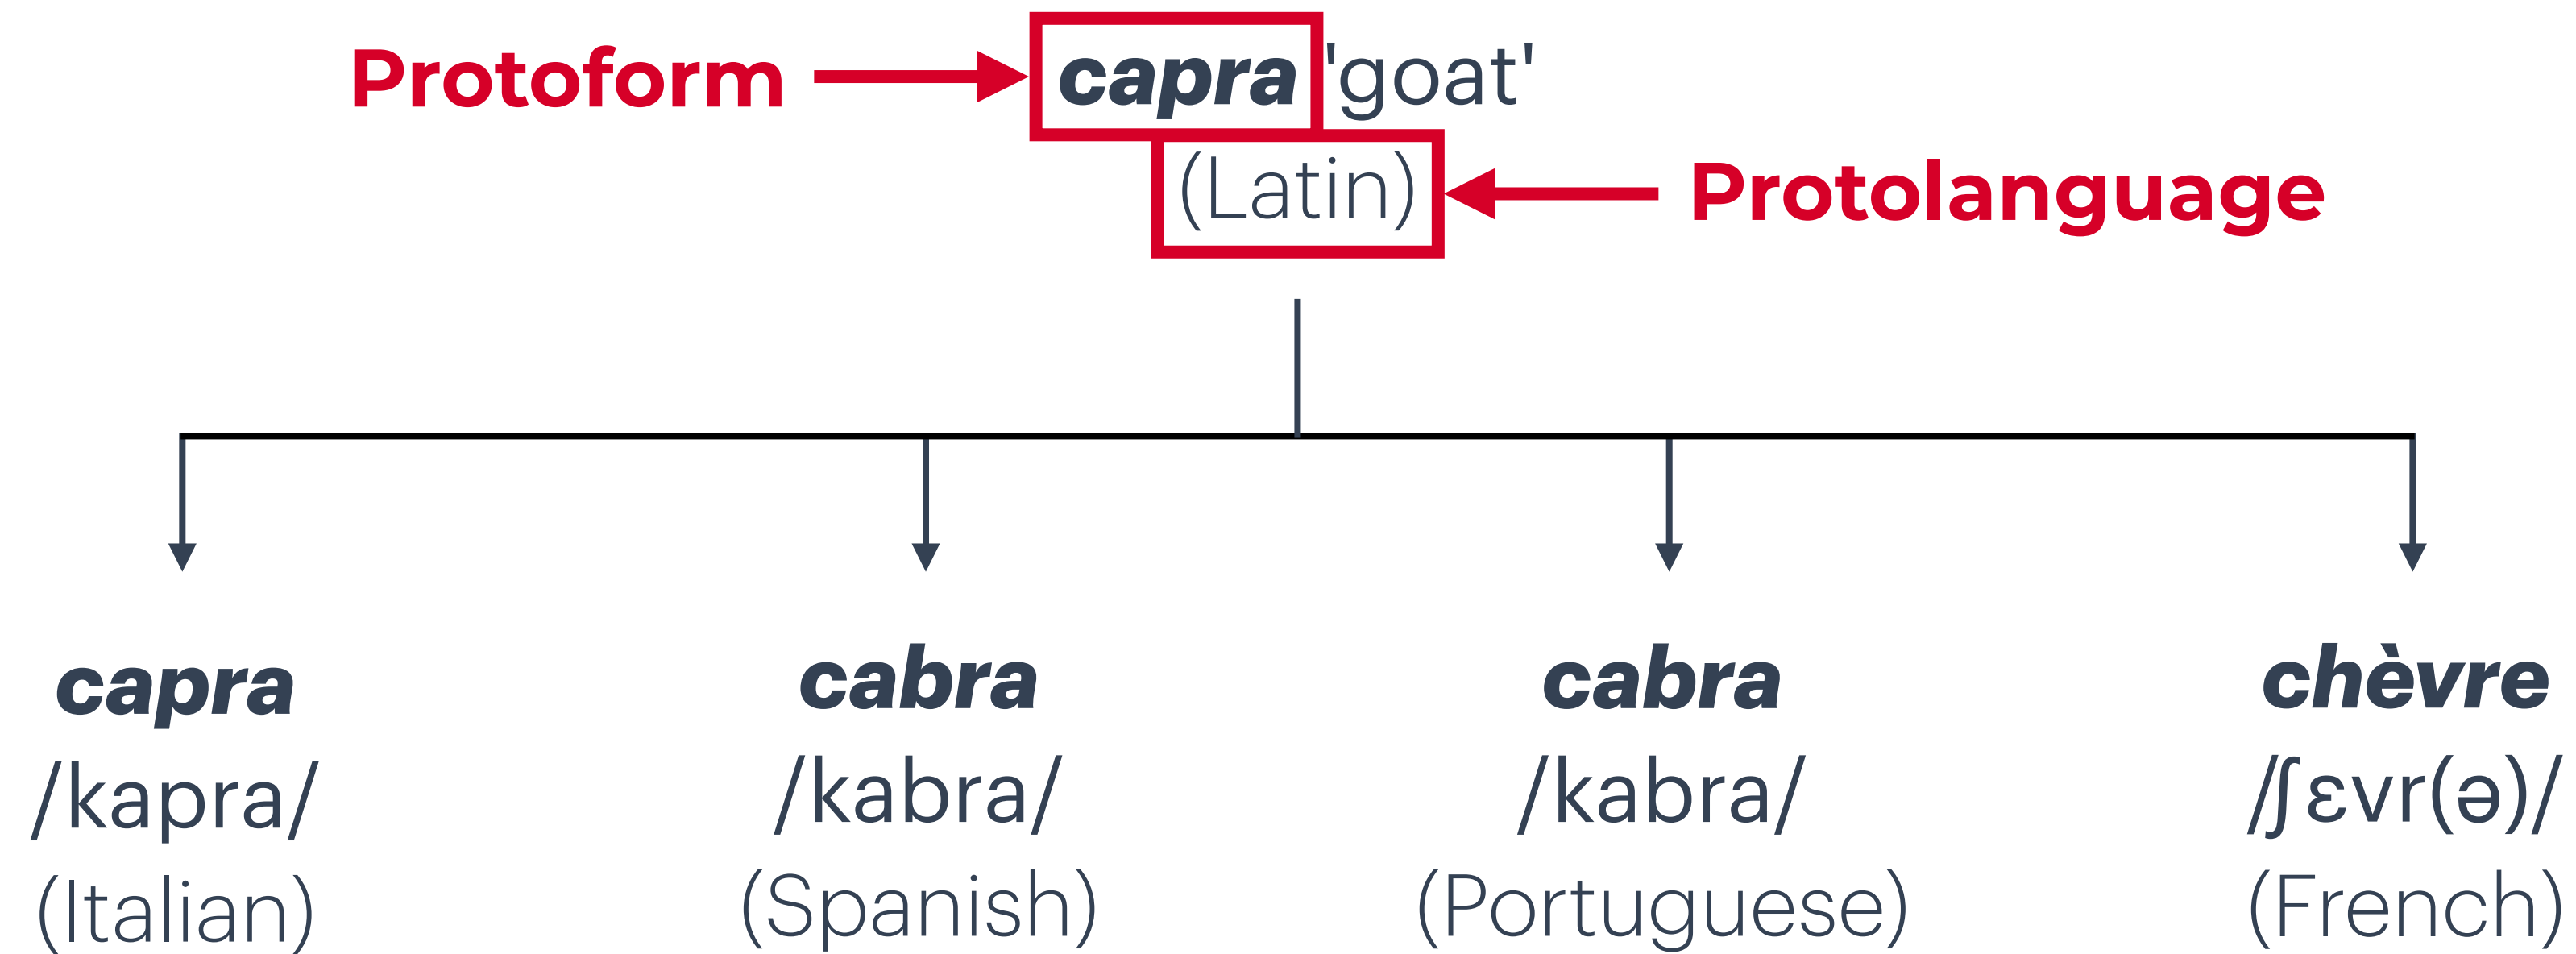 Protoform
capra 'goat'
(Latin)
Protolanguage
capra
/kapra/
(Italian)
cabra
/kabra/
(Spanish)
cabra
/kabra/
(Portuguese)
chèvre
/ʃɛvr(ə)/
(French)